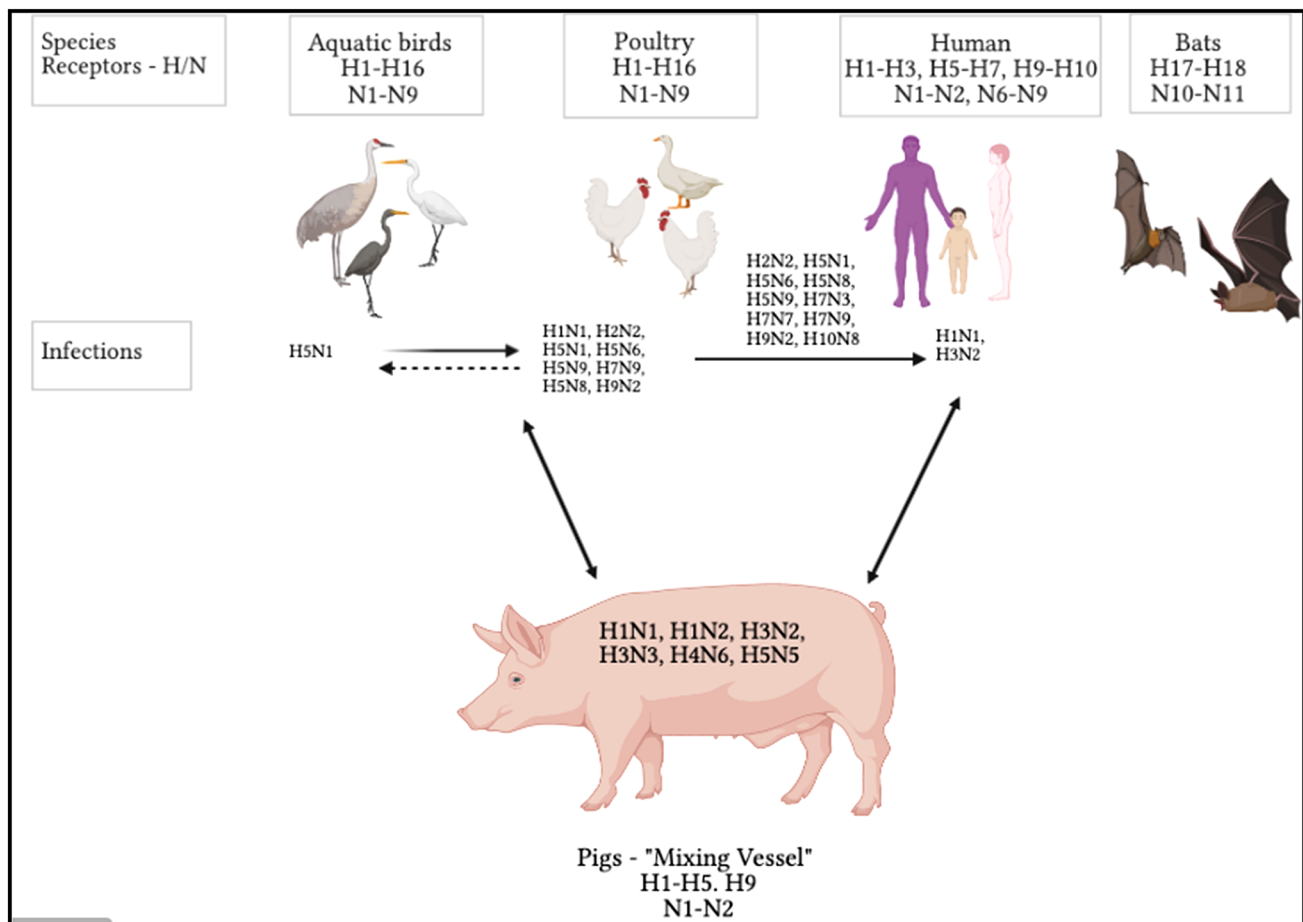 Species
Receptors - H/N
Aquatic birds
H1-H16
N1-N9
Poultry
H1-H16
N1-N9
Human
H1-H3, H5-H7, H9-H10
N1-N2, N6-N9
Bats
H17-H18
N10-N11
Infections
H5N1
H1N1, H2N2,
H5N1, H5N6,
H5N9, H7N9,
H5N8, H9N2
H2N2, H5N1,
H5N6, H5N8,
H5N9, H7N3,
H7N7, H7N9,
H9N2, H10N8
H1N1,
H3N2
H1N1, H1N2, H3N2,
H3N3, H4N6, H5N5
Pigs - "Mixing Vessel"
H1-H5. H9
N1-N2